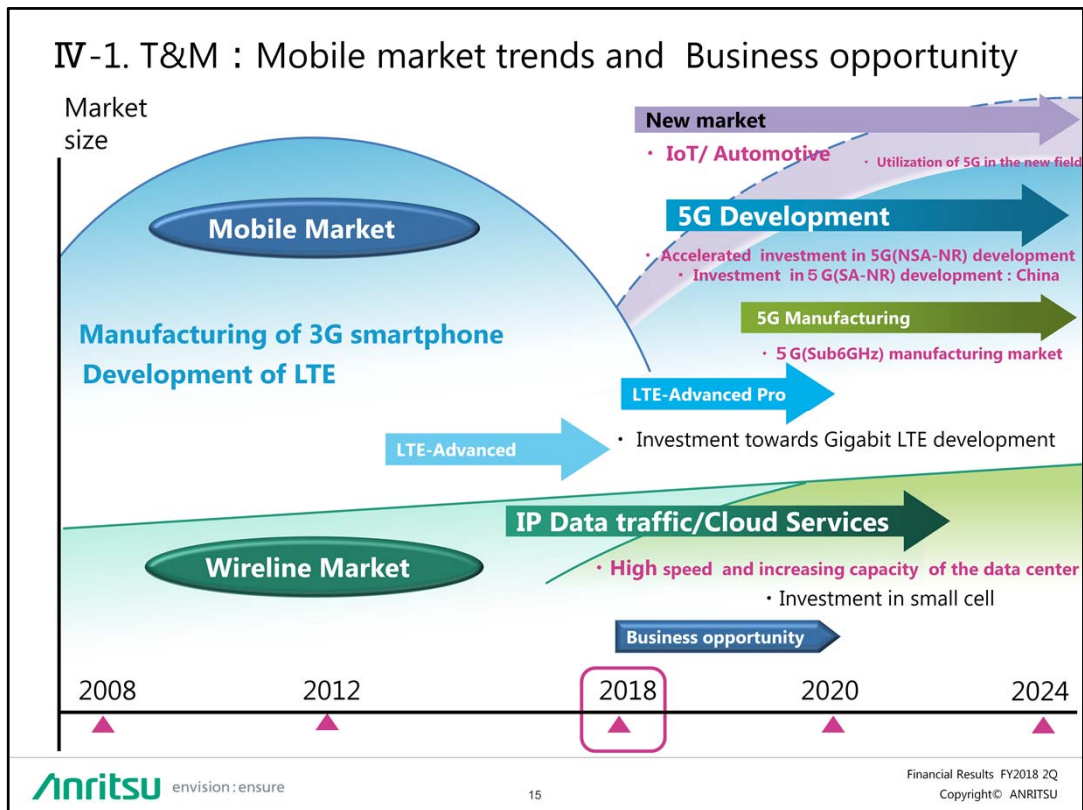 Ⅳ-1. T&M : Mobile market trends and Business opportunity
Market
size
New market
・ IoT/ Automotive
・ Utilization of 5G in the new field
Mobile Market
5G Development
・ Accelerated investment in 5G(NSA-NR) development
・ Investment in 5G(SA-NR) development : China
Manufacturing of 3G smartphone
Development of LTE
5G Manufacturing
・ 5G(Sub6GHz) manufacturing market
LTE-Advanced Pro
・ Investment towards Gigabit LTE development
LTE-Advanced
IP Data traffic/Cloud Services
Wireline Market
・ High speed and increasing capacity of the data center
・Investment in small cell
Business opportunity
2008 2012 2018 2020 2024
Anritsu envision : ensure
15
Financial Results FY2018 2Q
Copyright© ANRITSU